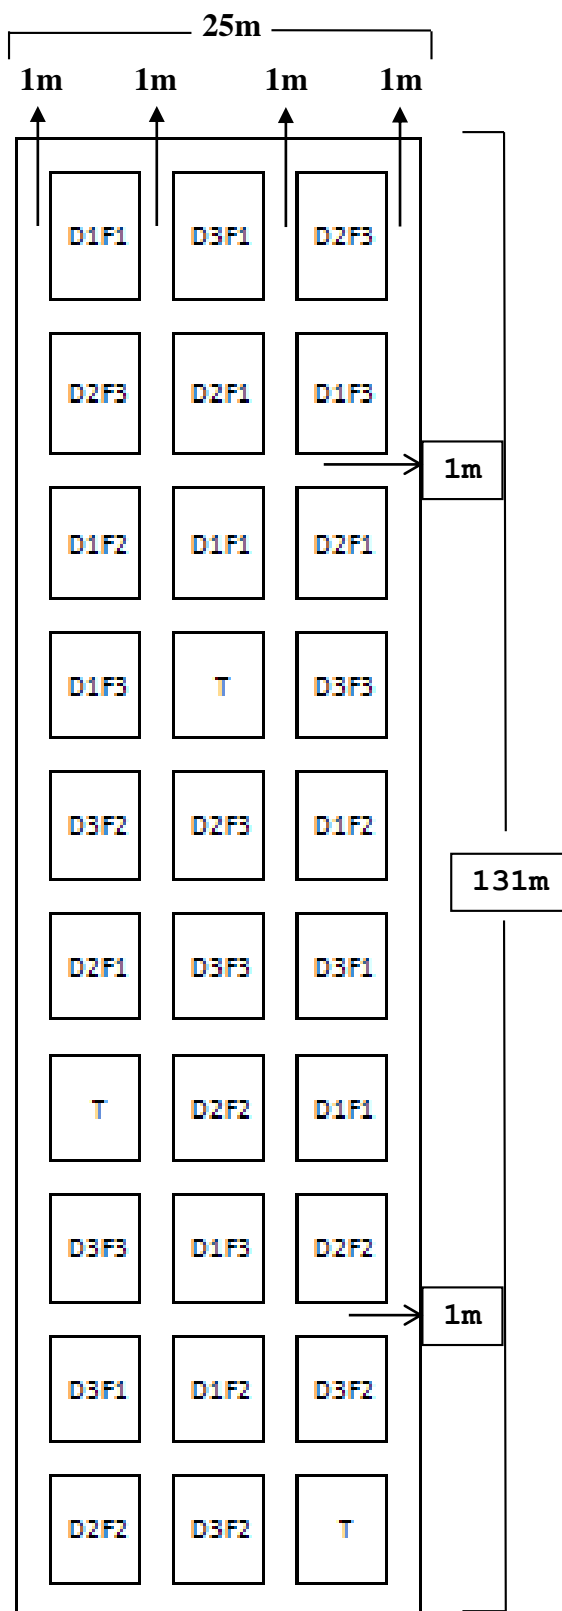 25m
1m 1m 1m 1m
D1F1 D3F1 D2F3
D2F3 D2F1 D1F3
1m
D1F2 D1F1 D2F1
D1F3 T D3F3
D3F2 D2F3 D1F2
131m
D2F1 D3F3 D3F1
T D2F2 D1F1
D3F3 D1F3 D2F2
1m
D3F1 D1F2 D3F2
D2F2 D3F2 T